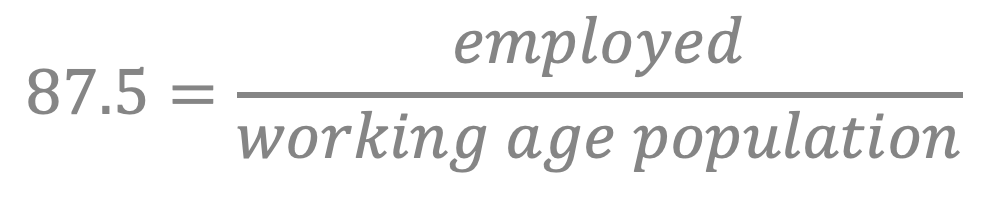 87.5 = employed / working age population